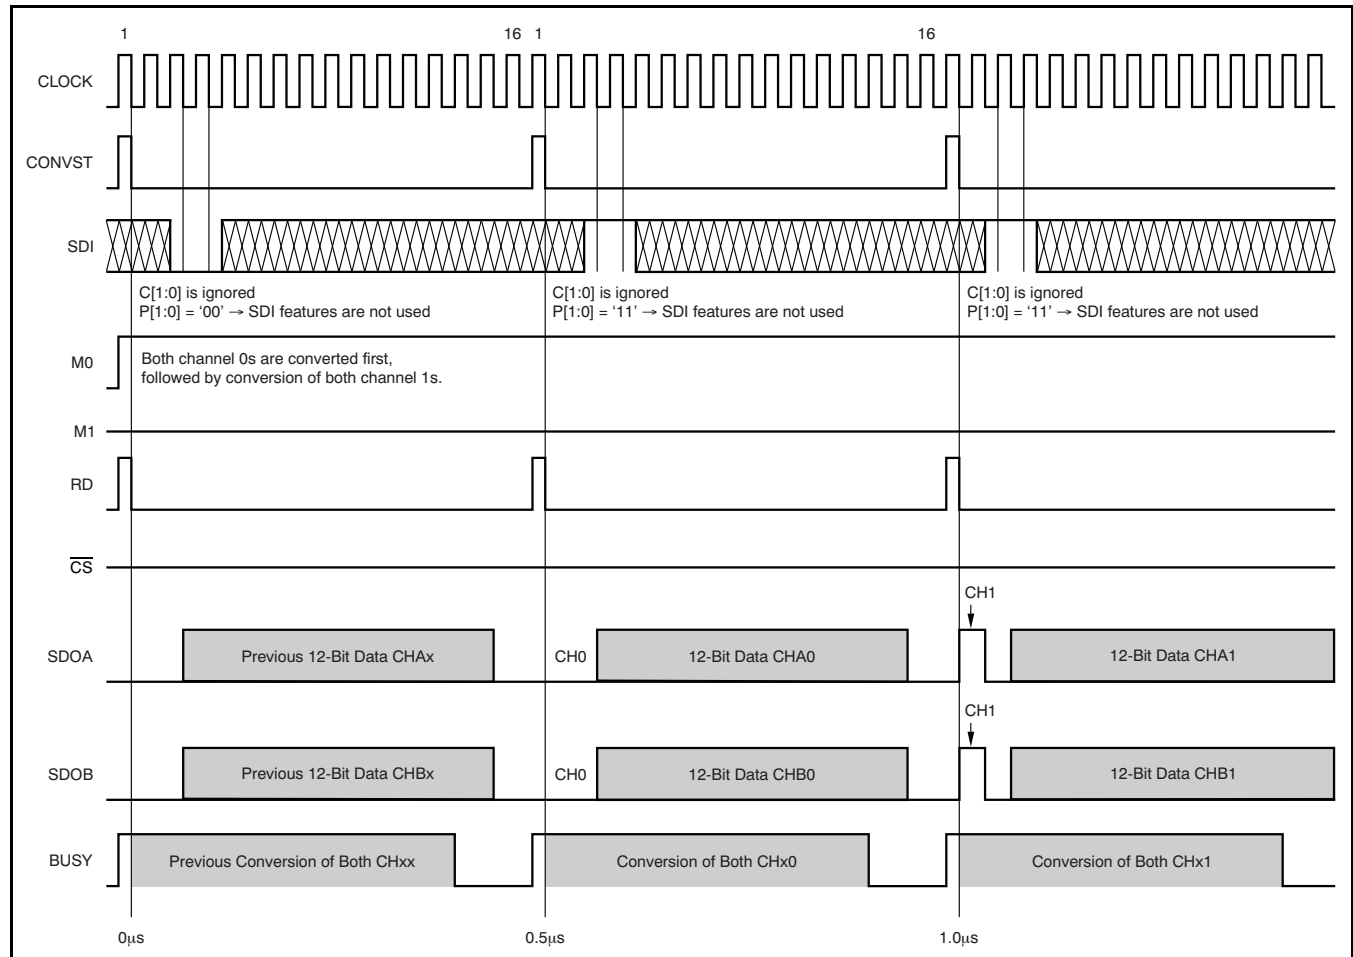 1 16 1 16
CLOCK
CONVST
SDI
C[1:0] is ignored
P[1:0] = ‘00’ → SDI features are not used
C[1:0] is ignored
P[1:0] = ‘11’ → SDI features are not used
C[1:0] is ignored
P[1:0] = ‘11’ → SDI features are not used
M0
Both channel 0s are converted first,
followed by conversion of both channel 1s.
M1
RD
CS
CH1
SDOA
Previous 12-Bit Data CHAx
CH0
12-Bit Data CHA0
12-Bit Data CHA1
CH1
SDOB
Previous 12-Bit Data CHBx
CH0
12-Bit Data CHB0
12-Bit Data CHB1
BUSY
Previous Conversion of Both CHxx
Conversion of Both CHx0
Conversion of Both CHx1
0μs 0.5μs 1.0μs